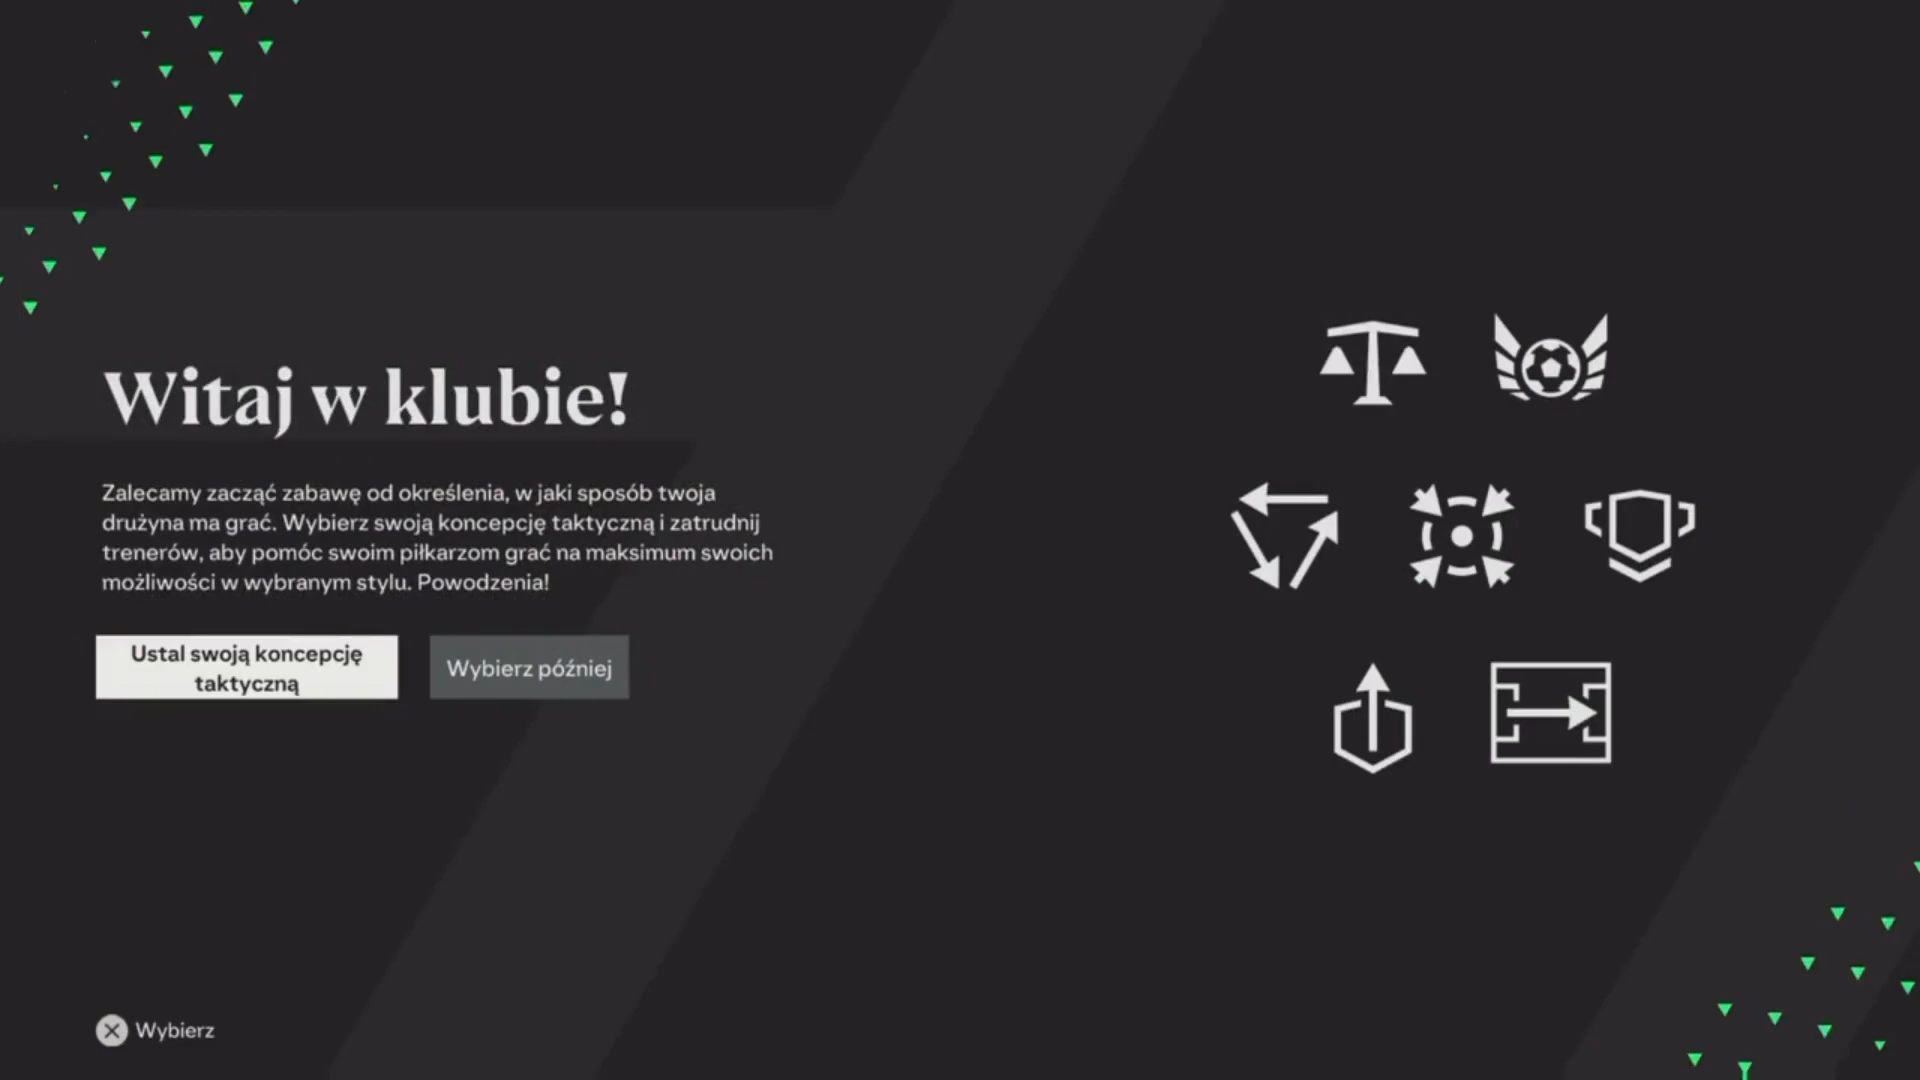 Witaj w klubie!
Zalecamy zacząć zabawę od określenia, w jaki sposób twoja
drużyna ma grać. Wybierz swoją koncepcję taktyczną i zatrudnij
trenerów, aby pomóc swoim piłkarzom grać na maksimum swoich
możliwości w wybranym stylu. Powodzenia!
Ustal swoją koncepcję
taktyczną
Wybierz później
Wybierz